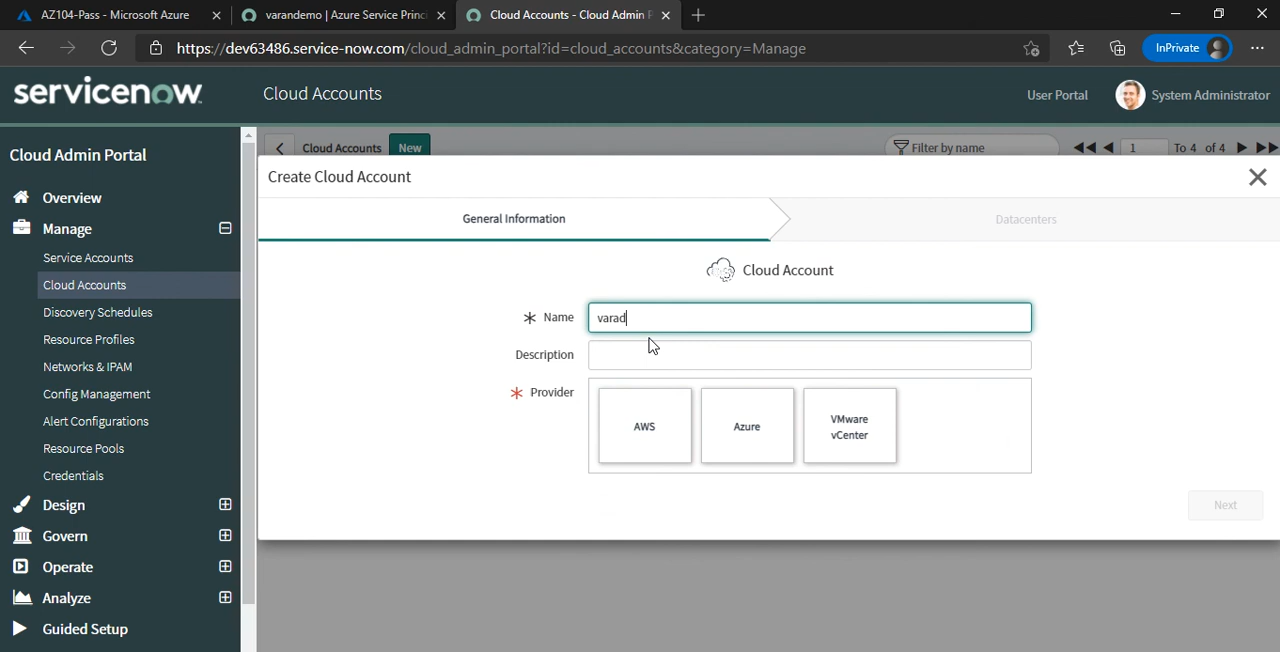 AZ104-Pass - Microsoft Azure
varandemo | Azure Service Princi
Cloud Accounts - Cloud Admin P
https://dev63486.service-now.com/cloud_admin_portal?id=cloud_accounts&category=Manage
InPrivate
servicenow
Cloud Accounts
User Portal
System Administrator
Cloud Admin Portal
Overview
Manage
Service Accounts
Cloud Accounts
Discovery Schedules
Resource Profiles
Networks & IPAM
Config Management
Alert Configurations
Resource Pools
Credentials
Design
Govern
Operate
Analyze
Guided Setup
Cloud Accounts New Filter by name 1 To 4 of 4
Create Cloud Account
General Information
Datacenters
Cloud Account
* Name varad
Description
* Provider
AWS
Azure
VMware
vCenter
Next